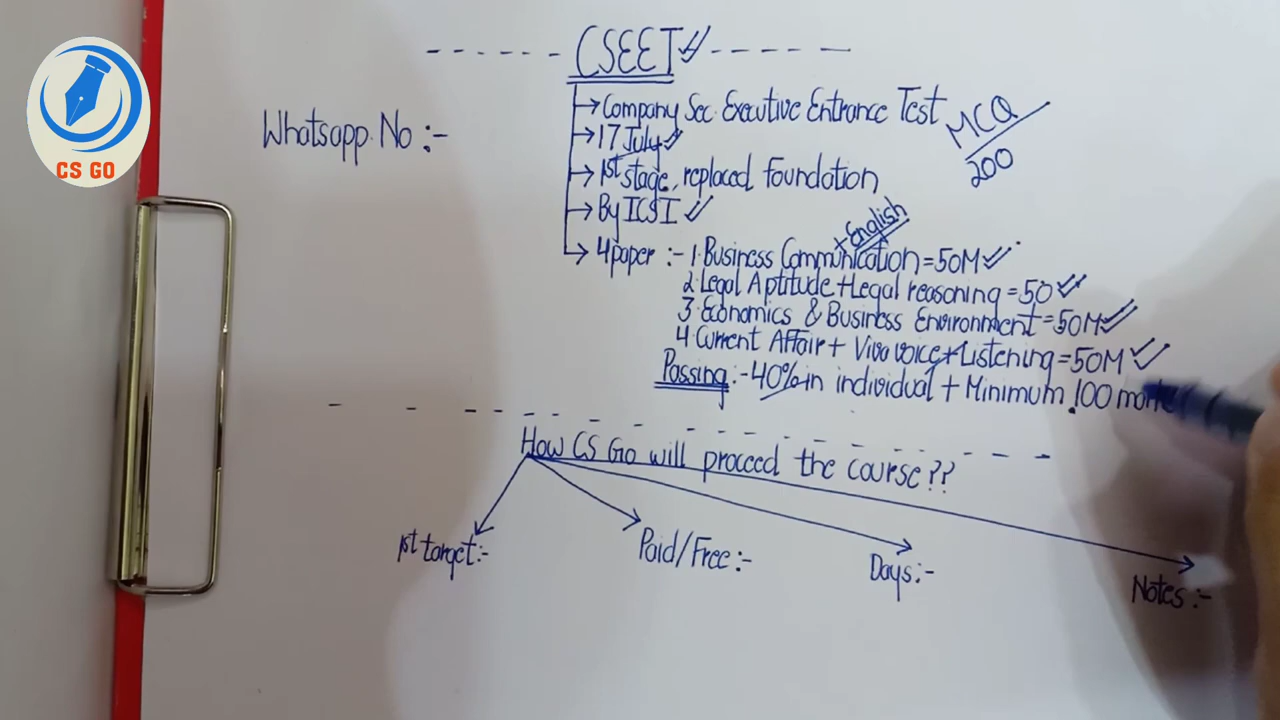 CS GO
CSEET
Whatsapp No :-
Company Sec Executive Entrance Test
MCQ
200
17 July
1st stage, replaced Foundation
By ICSI
4 paper :- 1. Business Communication = 50M
+ English
2. Legal Aptitude + Legal reasoning = 50
3. Economics & Business Environment = 50M
4. Current Affair + Viva voice + Listening = 50M
Passing :- 40% in individual + Minimum 100
How CS Go will proceed the course??
1st target:-
Paid/Free:-
Days:-
Notes:-